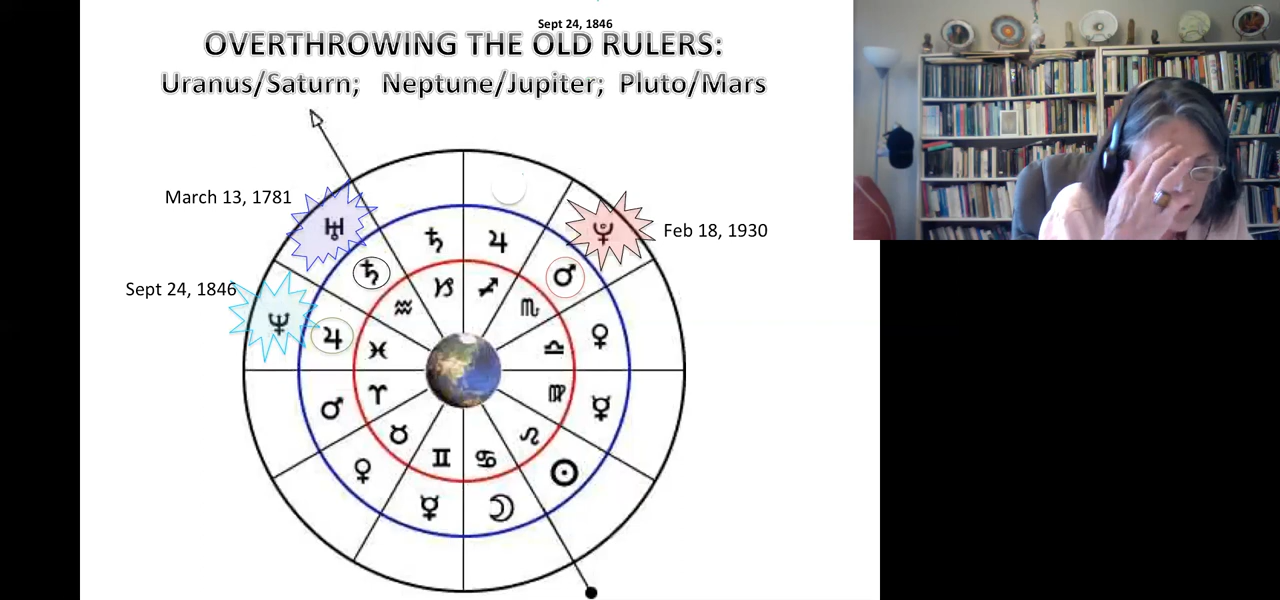 Sept 24, 1846
OVERTHROWING THE OLD RULERS:
Uranus/Saturn; Neptune/Jupiter; Pluto/Mars
March 13, 1781
Feb 18, 1930
Sept 24, 1846